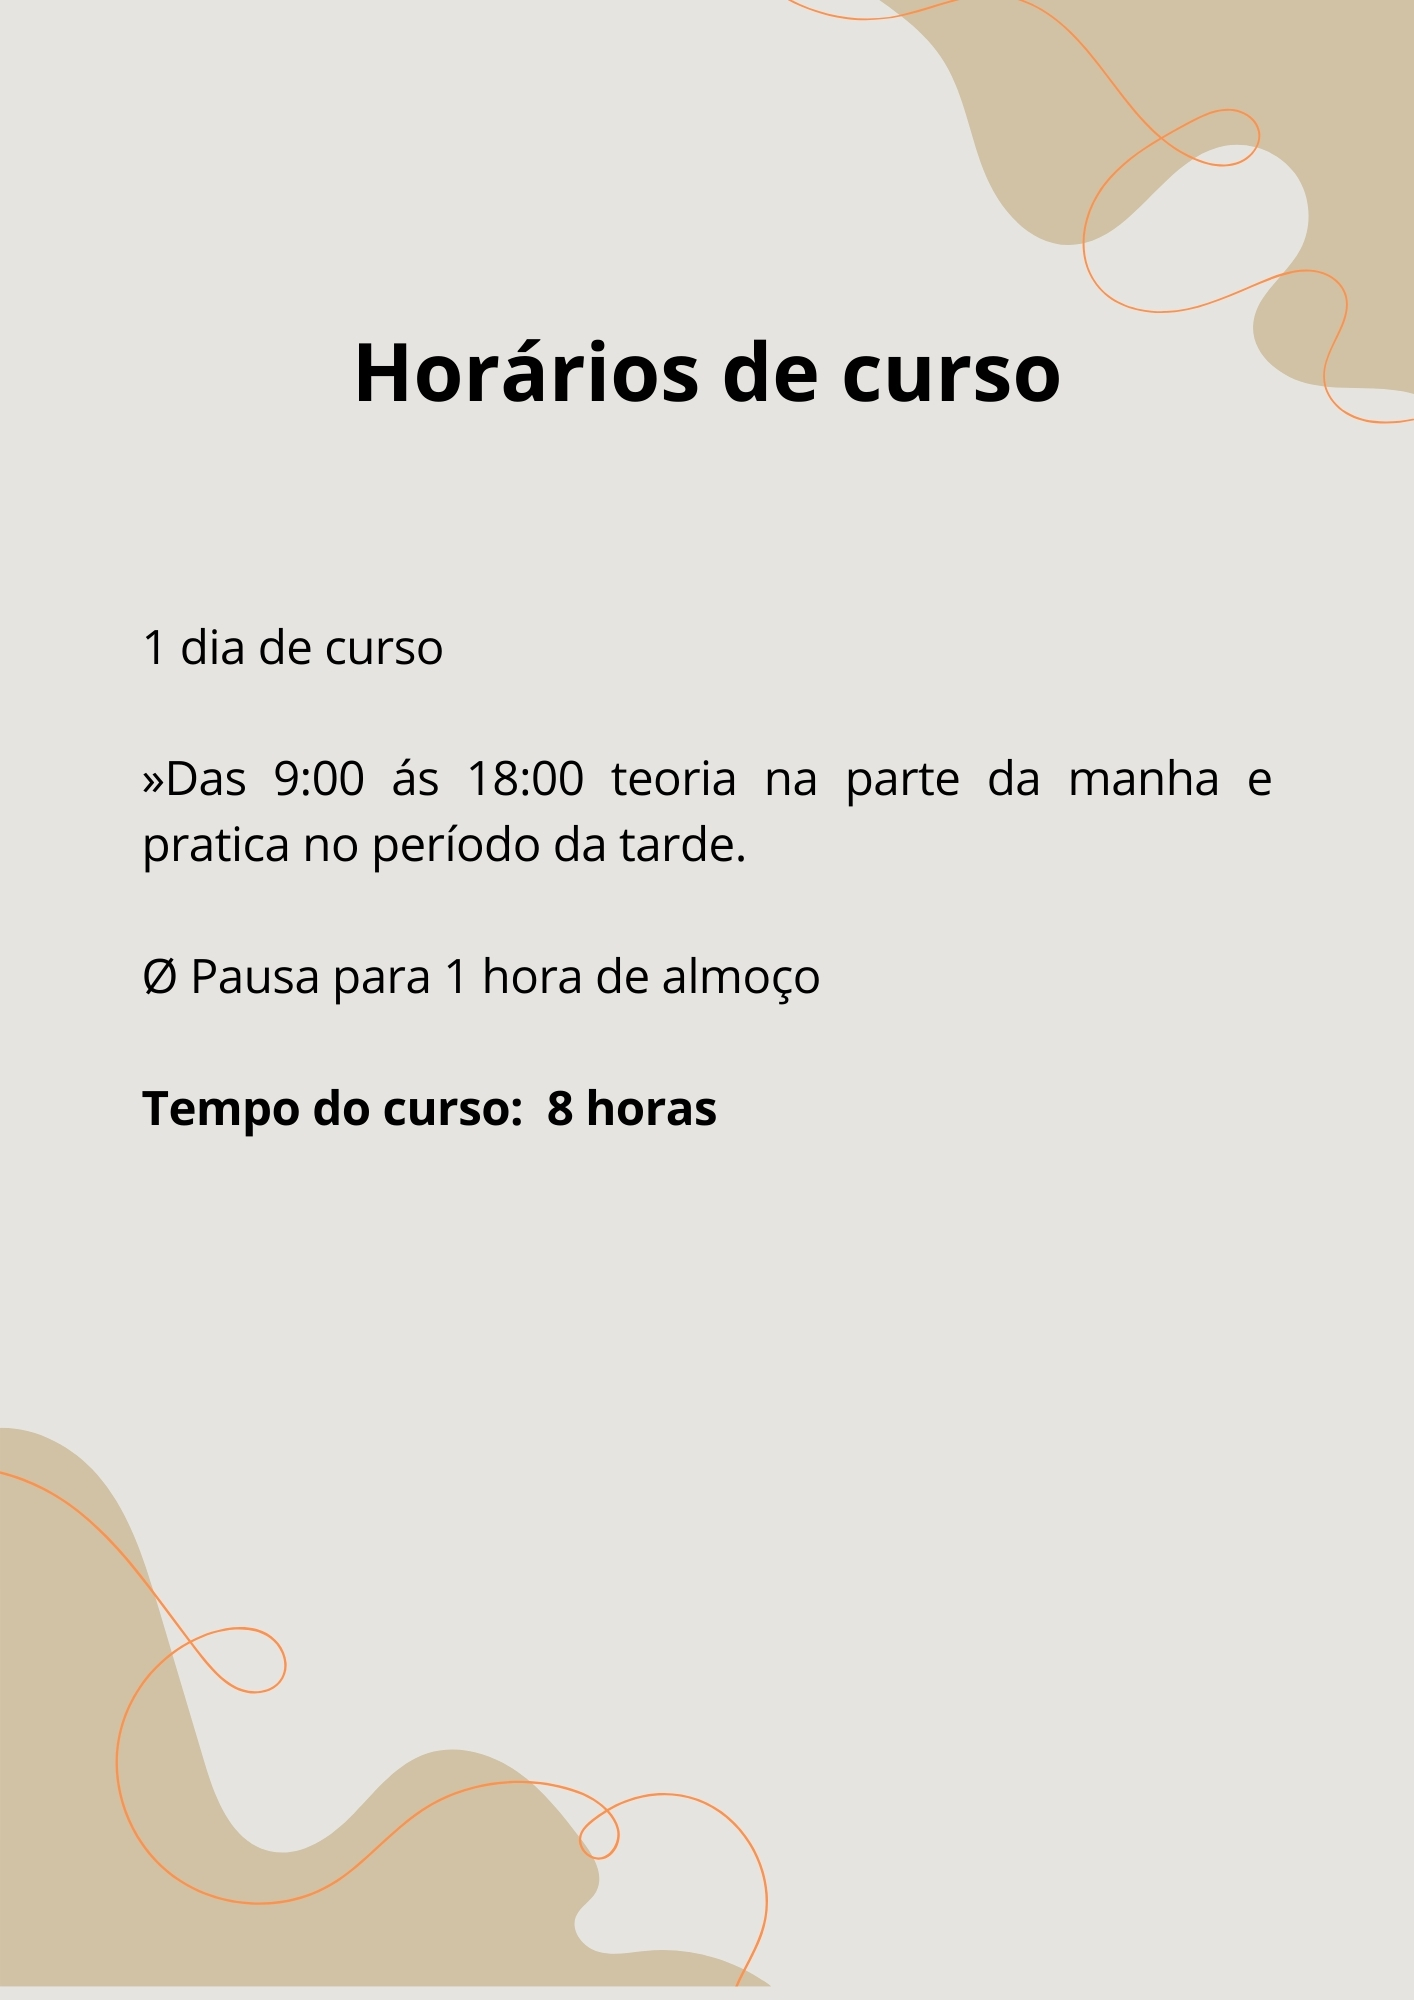 Horários de curso
1 dia de curso
»Das 9:00 ás 18:00 teoria na parte da manha e
pratica no período da tarde.
Ø Pausa para 1 hora de almoço
Tempo do curso:  8 horas